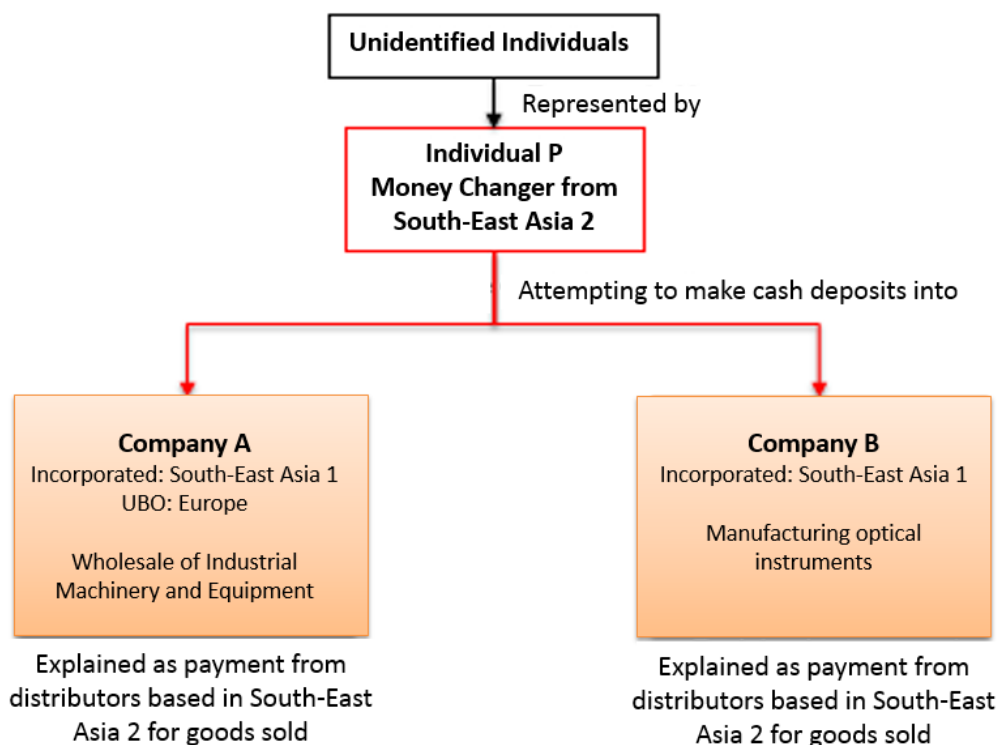 Unidentified Individuals
Represented by
Individual P
Money Changer from
South-East Asia 2
Attempting to make cash deposits into
Company A
Incorporated: South-East Asia 1
UBO: Europe
Wholesale of Industrial
Machinery and Equipment
Explained as payment from
distributors based in South-East
Asia 2 for goods sold
Company B
Incorporated: South-East Asia 1
Manufacturing optical
instruments
Explained as payment from
distributors based in South-East
Asia 2 for goods sold